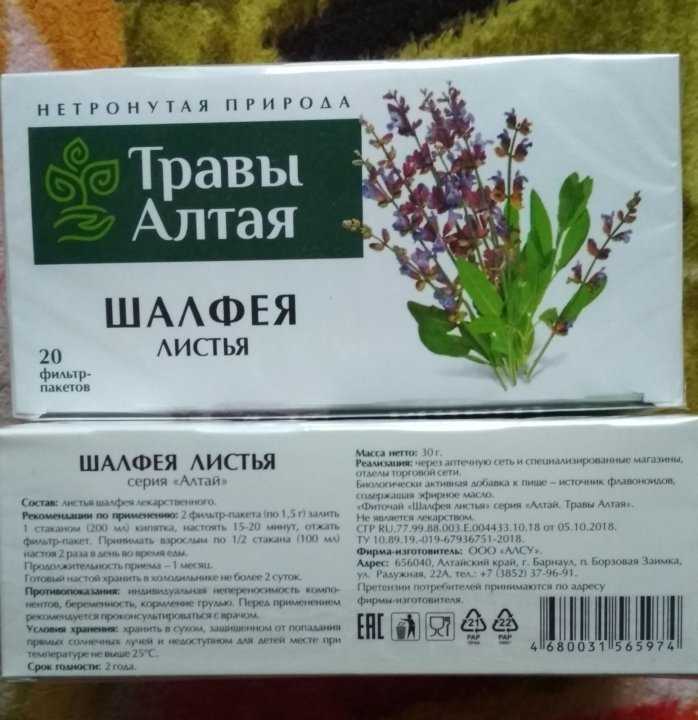 НЕТРОНУТАЯ ПРИРОДА
Травы
Алтая
ШАЛФЕЯ
ЛИСТЬЯ
20
фильтр-
пакетов
ШАЛФЕЯ ЛИСТЬЯ
серия «Алтай»
Состав: листья шалфея лекарственного.
Рекомендации по применению: 2 фильтр-пакета (по 1,5 г) залить
1 стаканом (200 мл) кипятка, настоять 15-20 минут, отжать
фильтр-пакет. Принимать взрослым по 1/2 стакана (100 мл)
настоя 2 раза в день во время еды.
Продолжительность приема – 1 месяц.
Готовый настой хранить в холодильнике не более 2 суток.
Противопоказания: индивидуальная непереносимость компо-
нентов, беременность, кормление грудью. Перед применением
рекомендуется проконсультироваться с врачом.
Условия хранения: хранить в сухом, защищенном от попадания
прямых солнечных лучей и недоступном для детей месте при
температуре не выше 25°С.
Срок годности: 2 года.
Масса нетто: 30 г.
Реализация: через аптечную сеть и специализированные магазины,
отделы торговой сети.
Биологически активная добавка к пище – источник флавоноидов,
содержащая эфирное масло.
«Фиточай «Шалфея листья» серия «Алтай. Травы Алтая».
Не является лекарством.
СГР RU.77.99.88.003.Е.004433.10.18 от 05.10.2018.
ТУ 10.89.19.-019-67936751-2018.
Фирма-изготовитель: ООО «АЛСУ».
Адрес: 656040, Алтайский край, г. Барнаул, п. Борзовая Заимка,
ул. Радужная, 22А, тел.: +7 (3852) 37-96-91.
Претензии потребителей принимаются по адресу
фирмы-изготовителя.
EAC
21
PAP
22
PAP
4 680031 565974